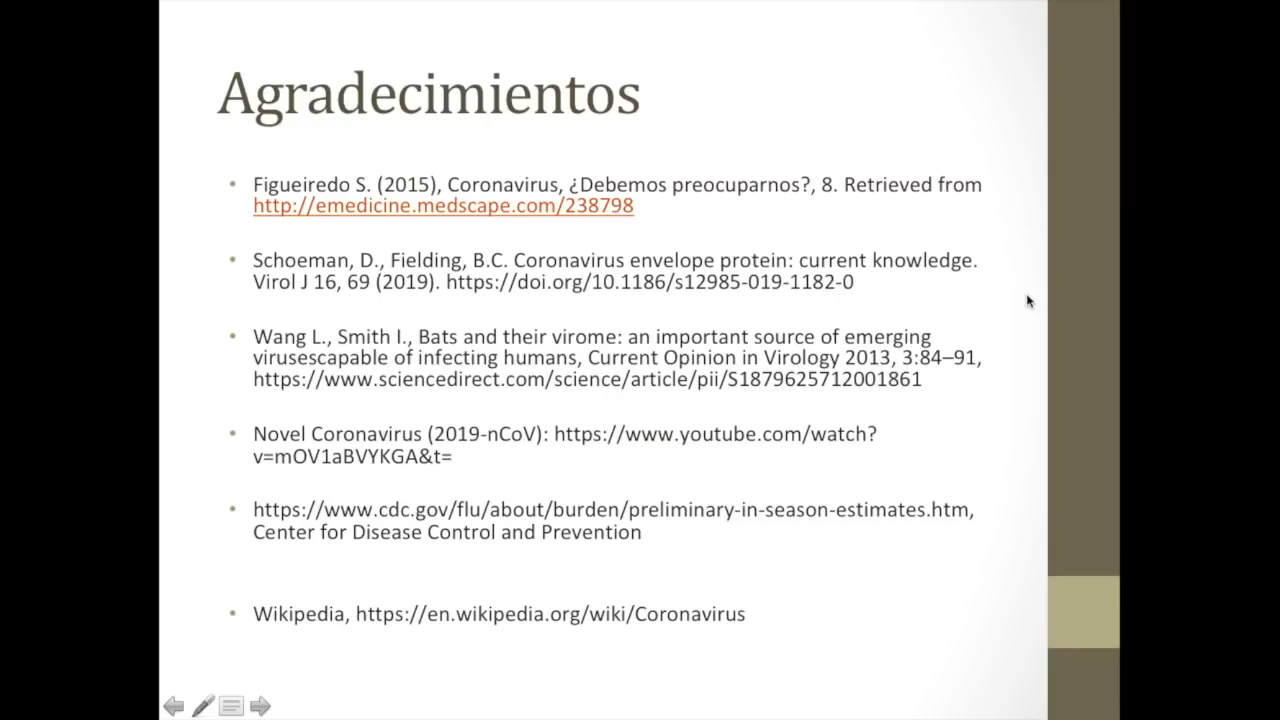 Agradecimientos
Figueiredo S. (2015), Coronavirus, ¿Debemos preocuparnos?, 8. Retrieved from
http://emedicine.medscape.com/238798
Schoeman, D., Fielding, B.C. Coronavirus envelope protein: current knowledge.
Virol J 16, 69 (2019). https://doi.org/10.1186/s12985-019-1182-0
Wang L., Smith I., Bats and their virome: an important source of emerging
virusescapable of infecting humans, Current Opinion in Virology 2013, 3:84–91,
https://www.sciencedirect.com/science/article/pii/S1879625712001861
Novel Coronavirus (2019-nCoV): https://www.youtube.com/watch?
v=mOV1aBVYKGA&t=
https://www.cdc.gov/flu/about/burden/preliminary-in-season-estimates.htm,
Center for Disease Control and Prevention
Wikipedia, https://en.wikipedia.org/wiki/Coronavirus